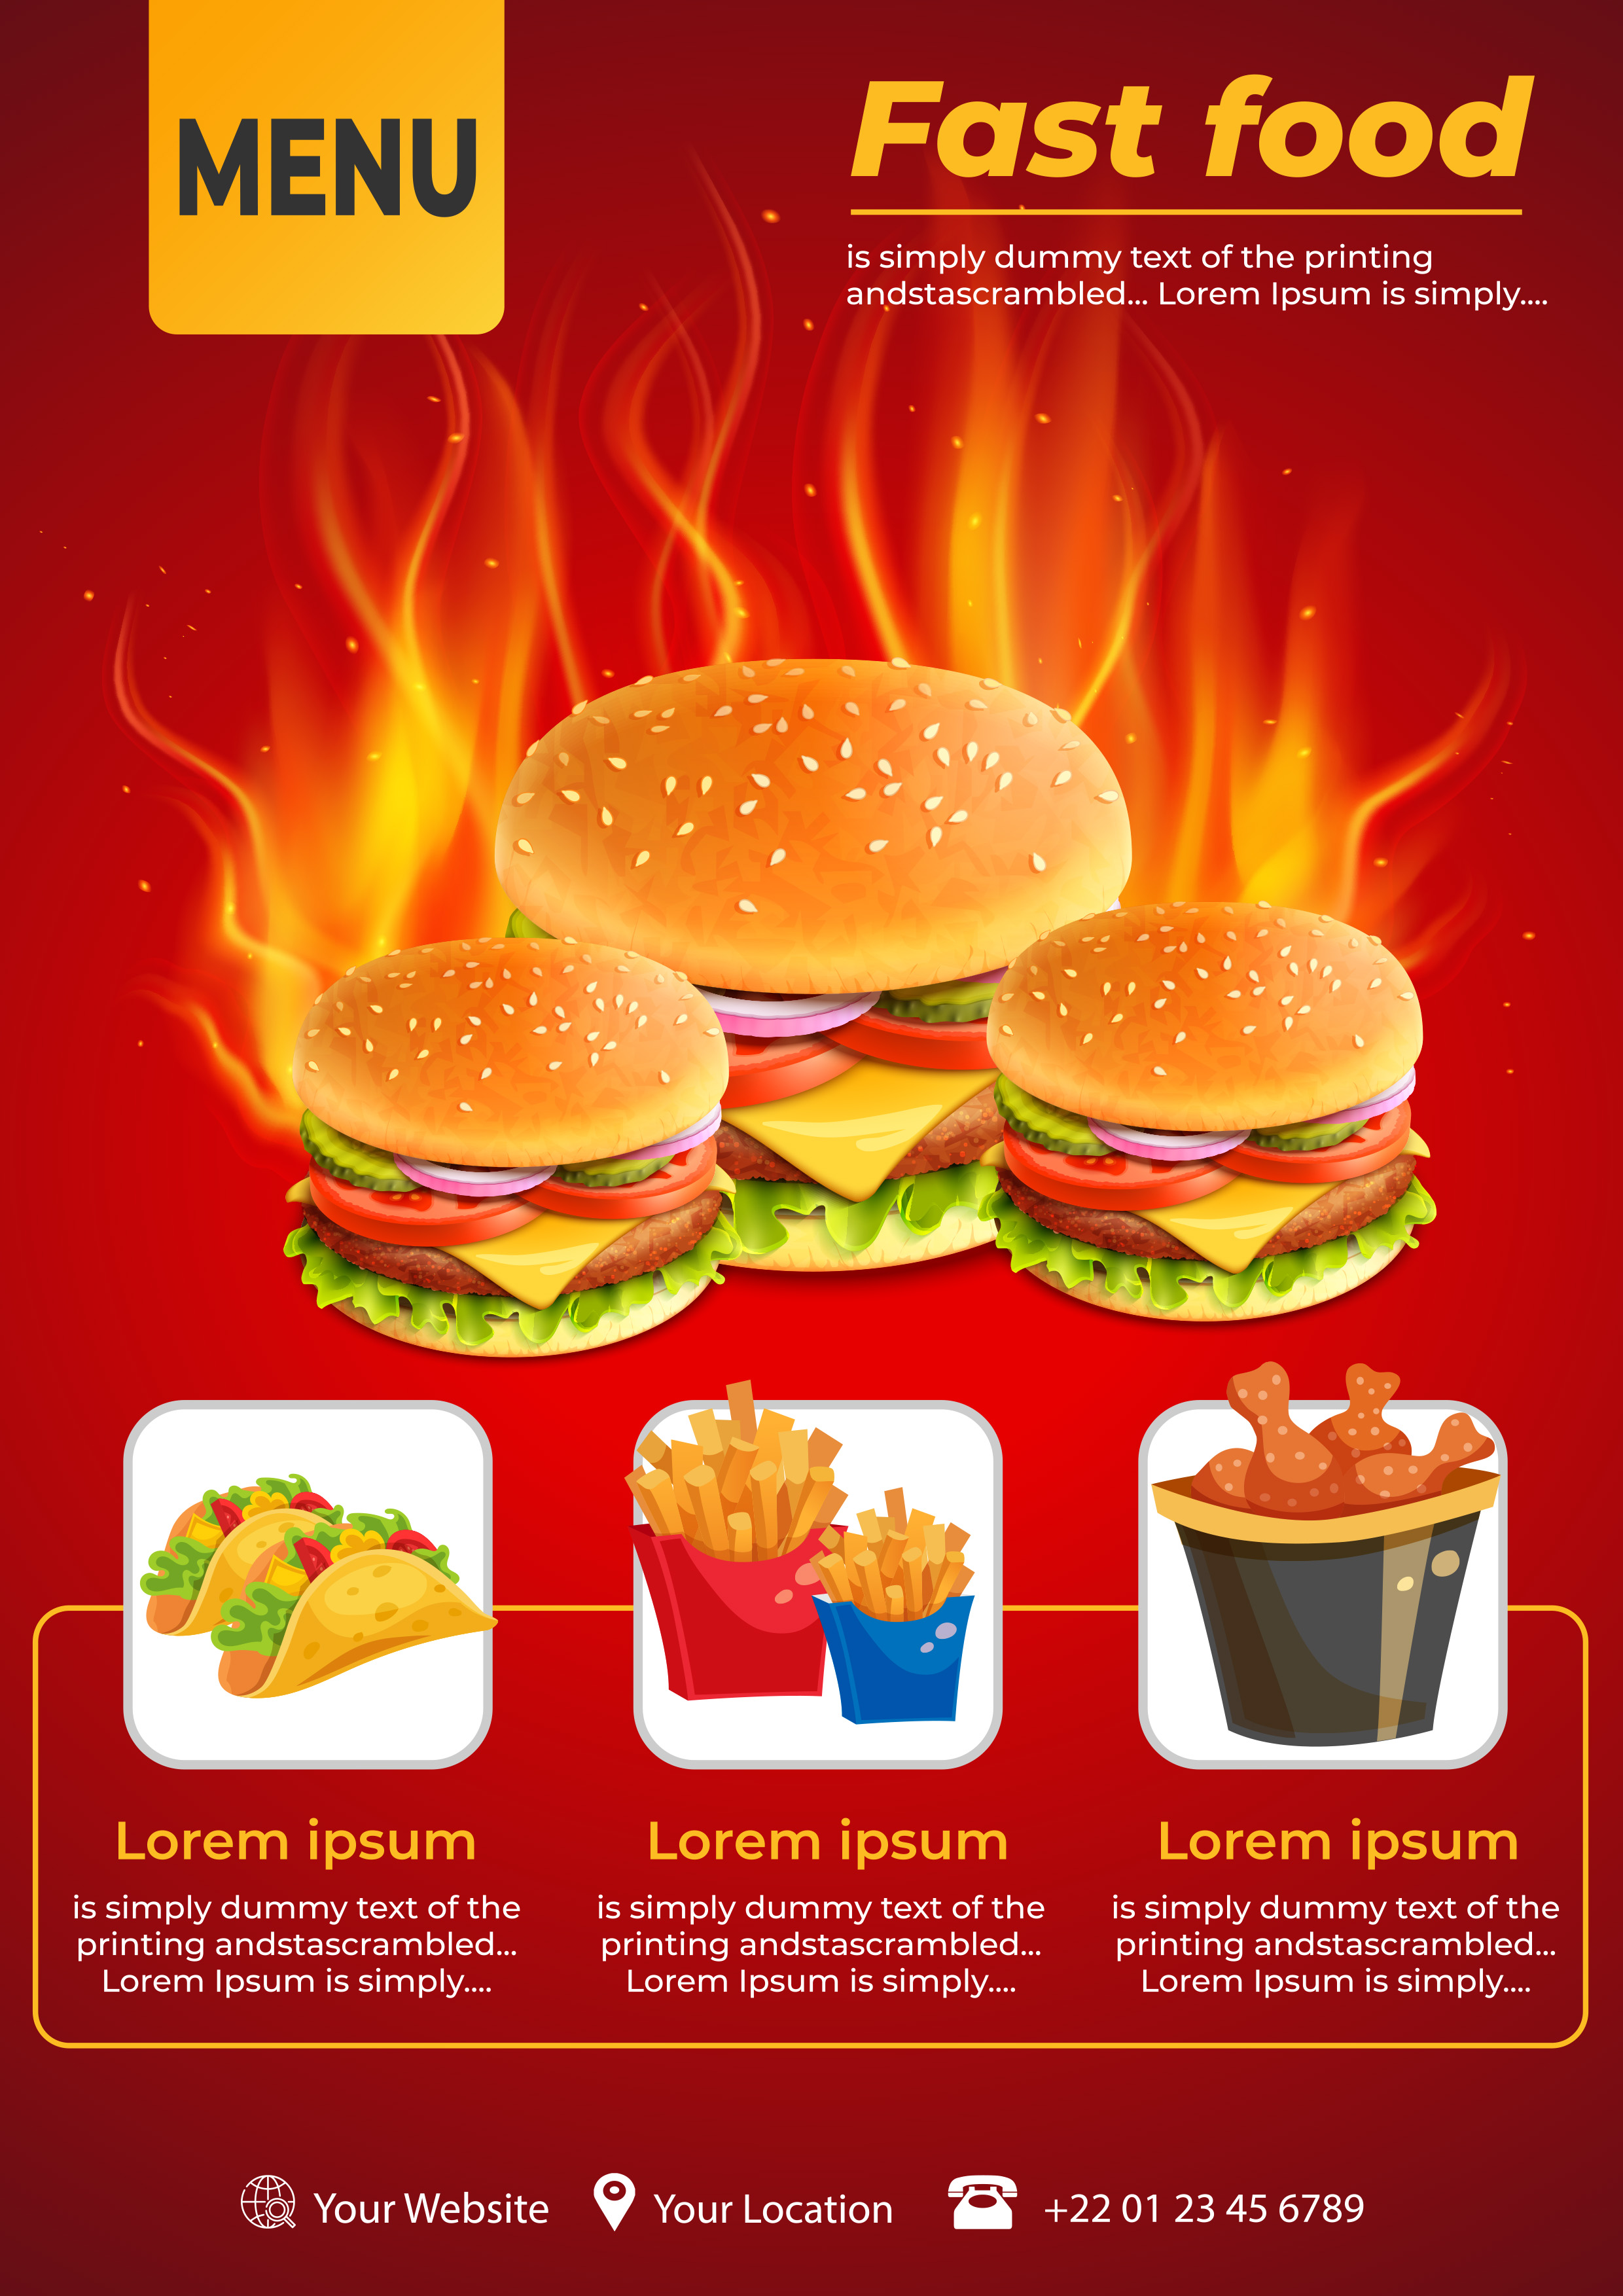 MENU
Fast food
is simply dummy text of the printing
andstascrambled... Lorem Ipsum is simply....
Lorem ipsum
is simply dummy text of the
printing andstascrambled...
Lorem Ipsum is simply....
Lorem ipsum
is simply dummy text of the
printing andstascrambled...
Lorem Ipsum is simply....
Lorem ipsum
is simply dummy text of the
printing andstascrambled...
Lorem Ipsum is simply....
Your Website
Your Location
+22 01 23 45 6789